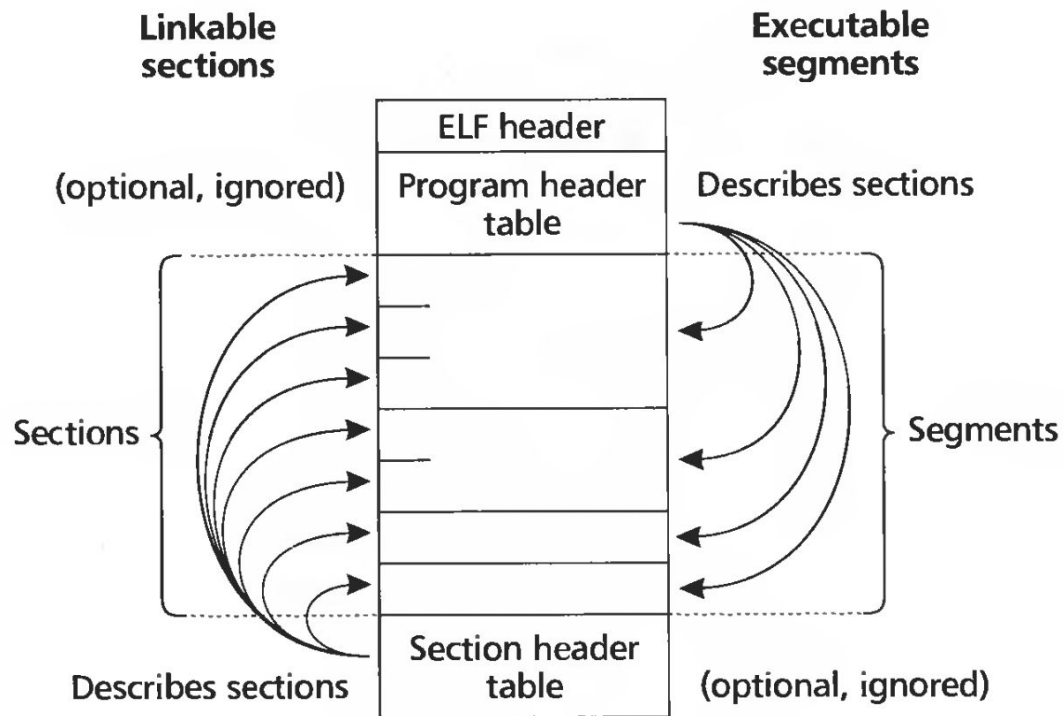 Linkable
sections
Executable
segments
ELF header
(optional, ignored)
Program header
table
Describes sections
Sections
Segments
Describes sections
Section header
table
(optional, ignored)